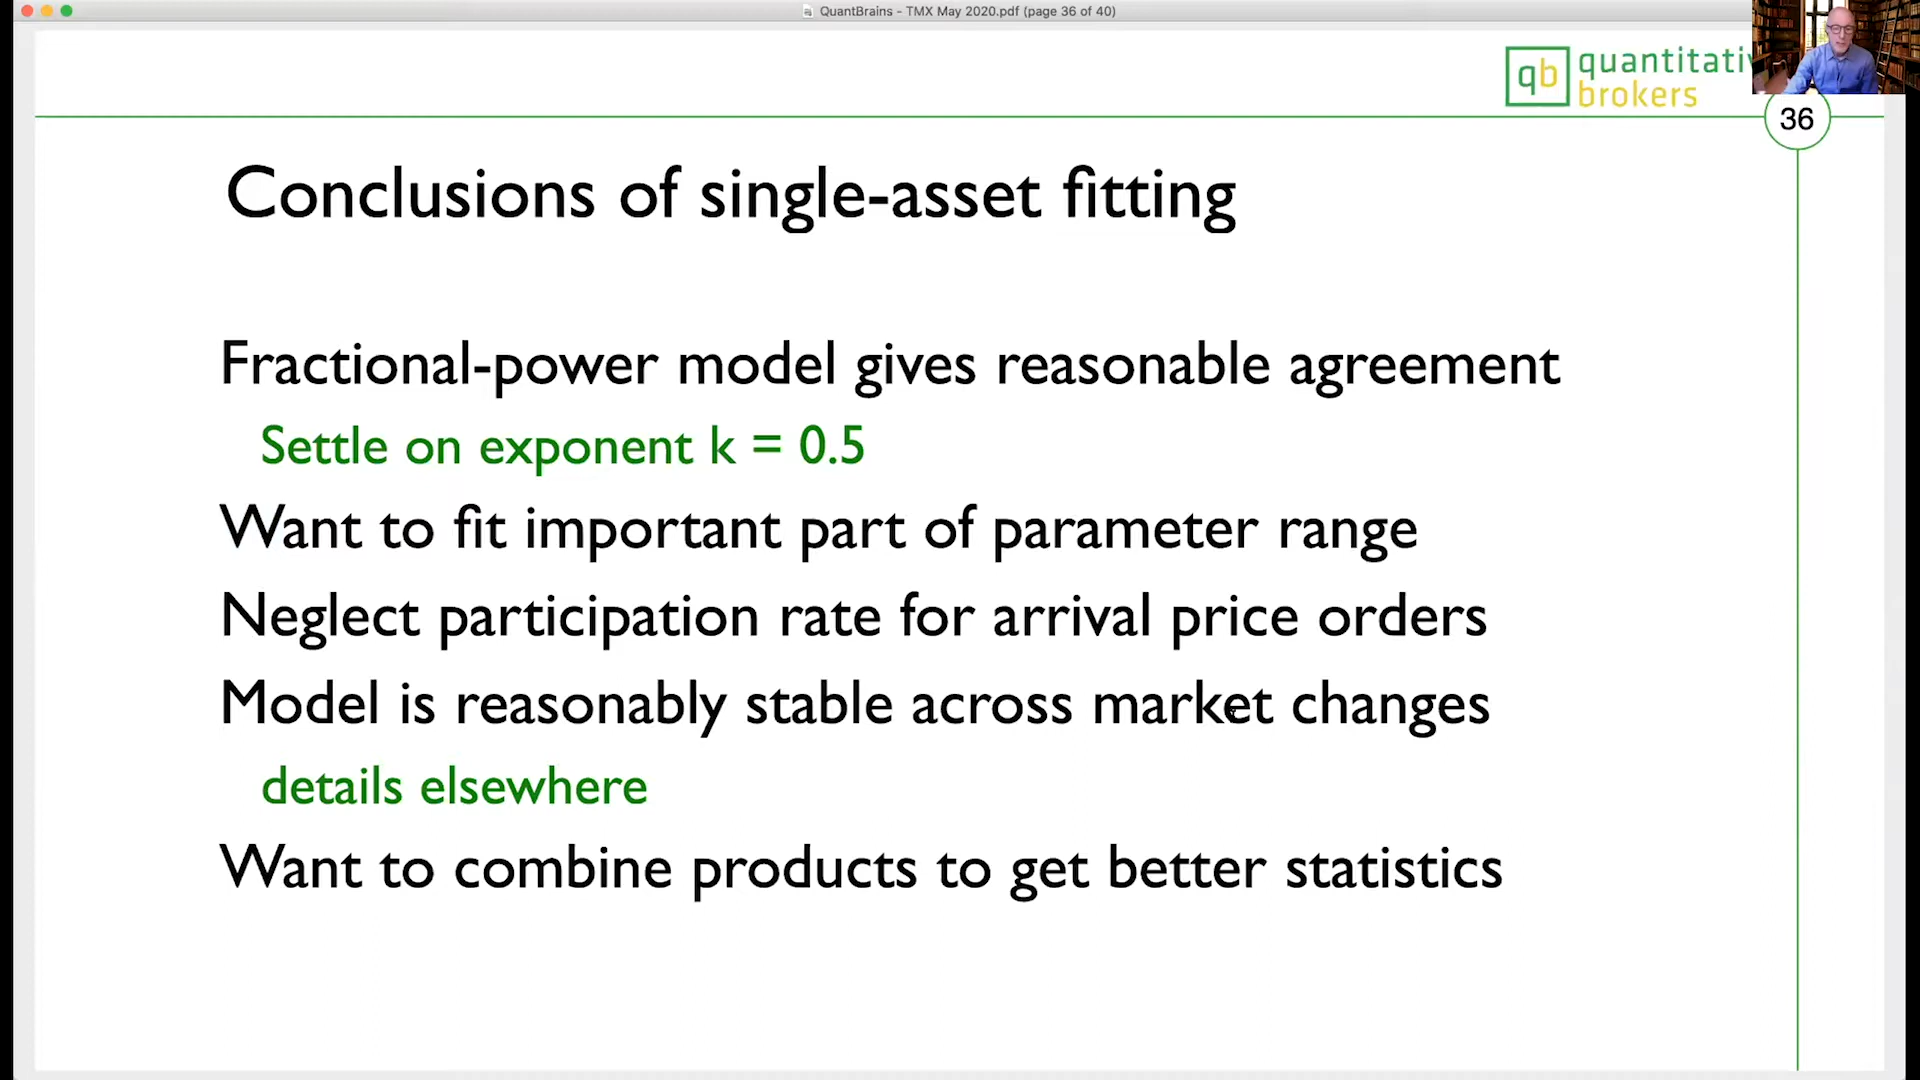 QuantBrains - TMX May 2020.pdf (page 36 of 40)
qb quantitati
brokers
36
Conclusions of single-asset fitting
Fractional-power model gives reasonable agreement
Settle on exponent k = 0.5
Want to fit important part of parameter range
Neglect participation rate for arrival price orders
Model is reasonably stable across market changes
details elsewhere
Want to combine products to get better statistics